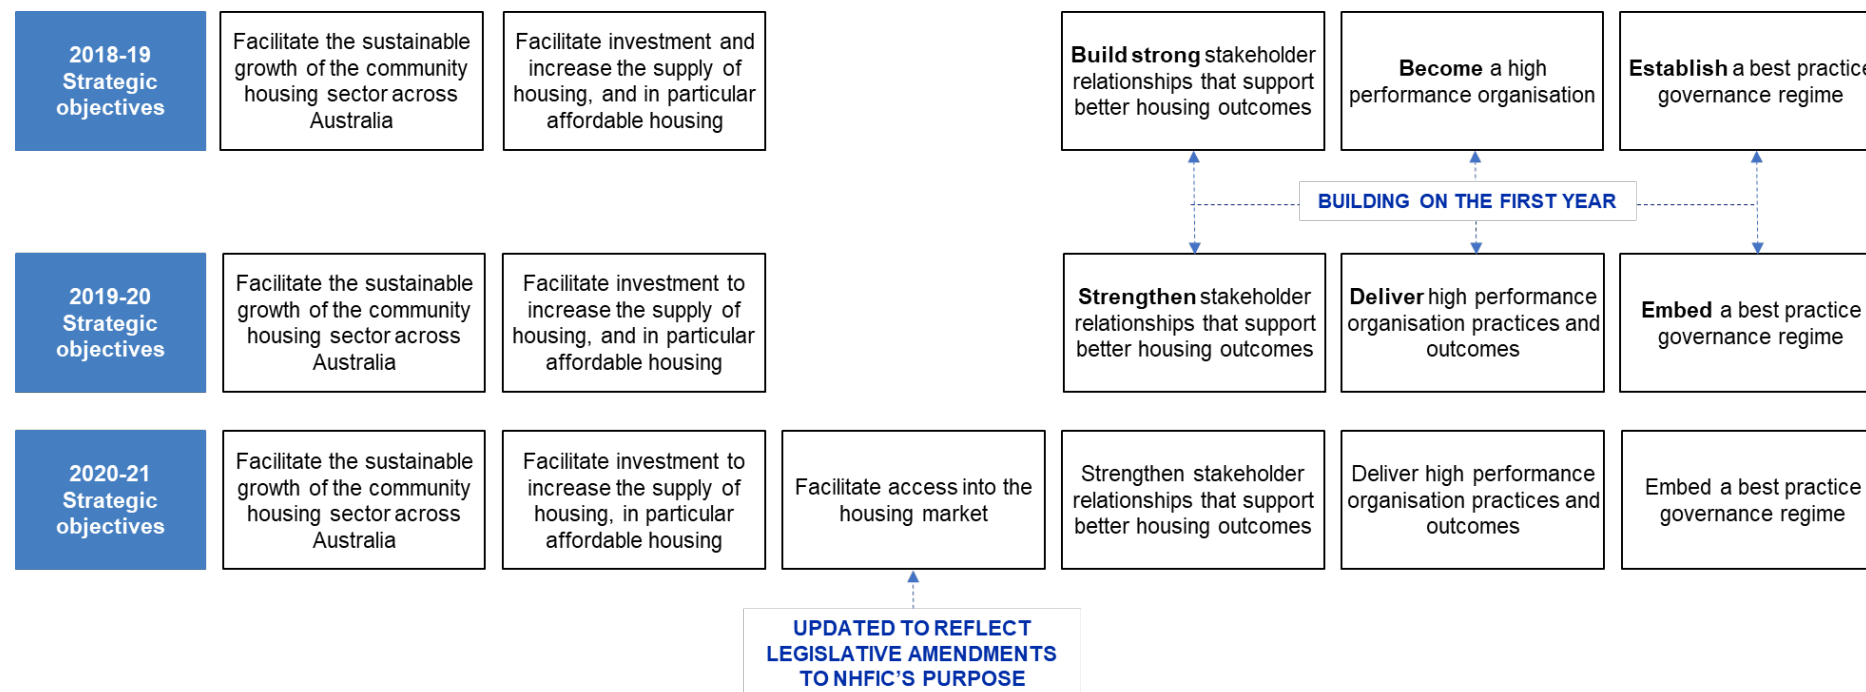 2018-19
Strategic
objectives
Facilitate the sustainable
growth of the community
housing sector across
Australia
Facilitate investment and
increase the supply of
housing, and in particular
affordable housing
Build strong stakeholder
relationships that support
better housing outcomes
Become a high
performance organisation
Establish a best practice
governance regime
BUILDING ON THE FIRST YEAR
2019-20
Strategic
objectives
Facilitate the sustainable
growth of the community
housing sector across
Australia
Facilitate investment to
increase the supply of
housing, and in particular
affordable housing
Strengthen stakeholder
relationships that support
better housing outcomes
Deliver high performance
organisation practices and
outcomes
Embed a best practice
governance regime
2020-21
Strategic
objectives
Facilitate the sustainable
growth of the community
housing sector across
Australia
Facilitate investment to
increase the supply of
housing, in particular
affordable housing
Facilitate access into the
housing market
Strengthen stakeholder
relationships that support
better housing outcomes
Deliver high performance
organisation practices and
outcomes
Embed a best practice
governance regime
UPDATED TO REFLECT
LEGISLATIVE AMENDMENTS
TO NHFIC'S PURPOSE